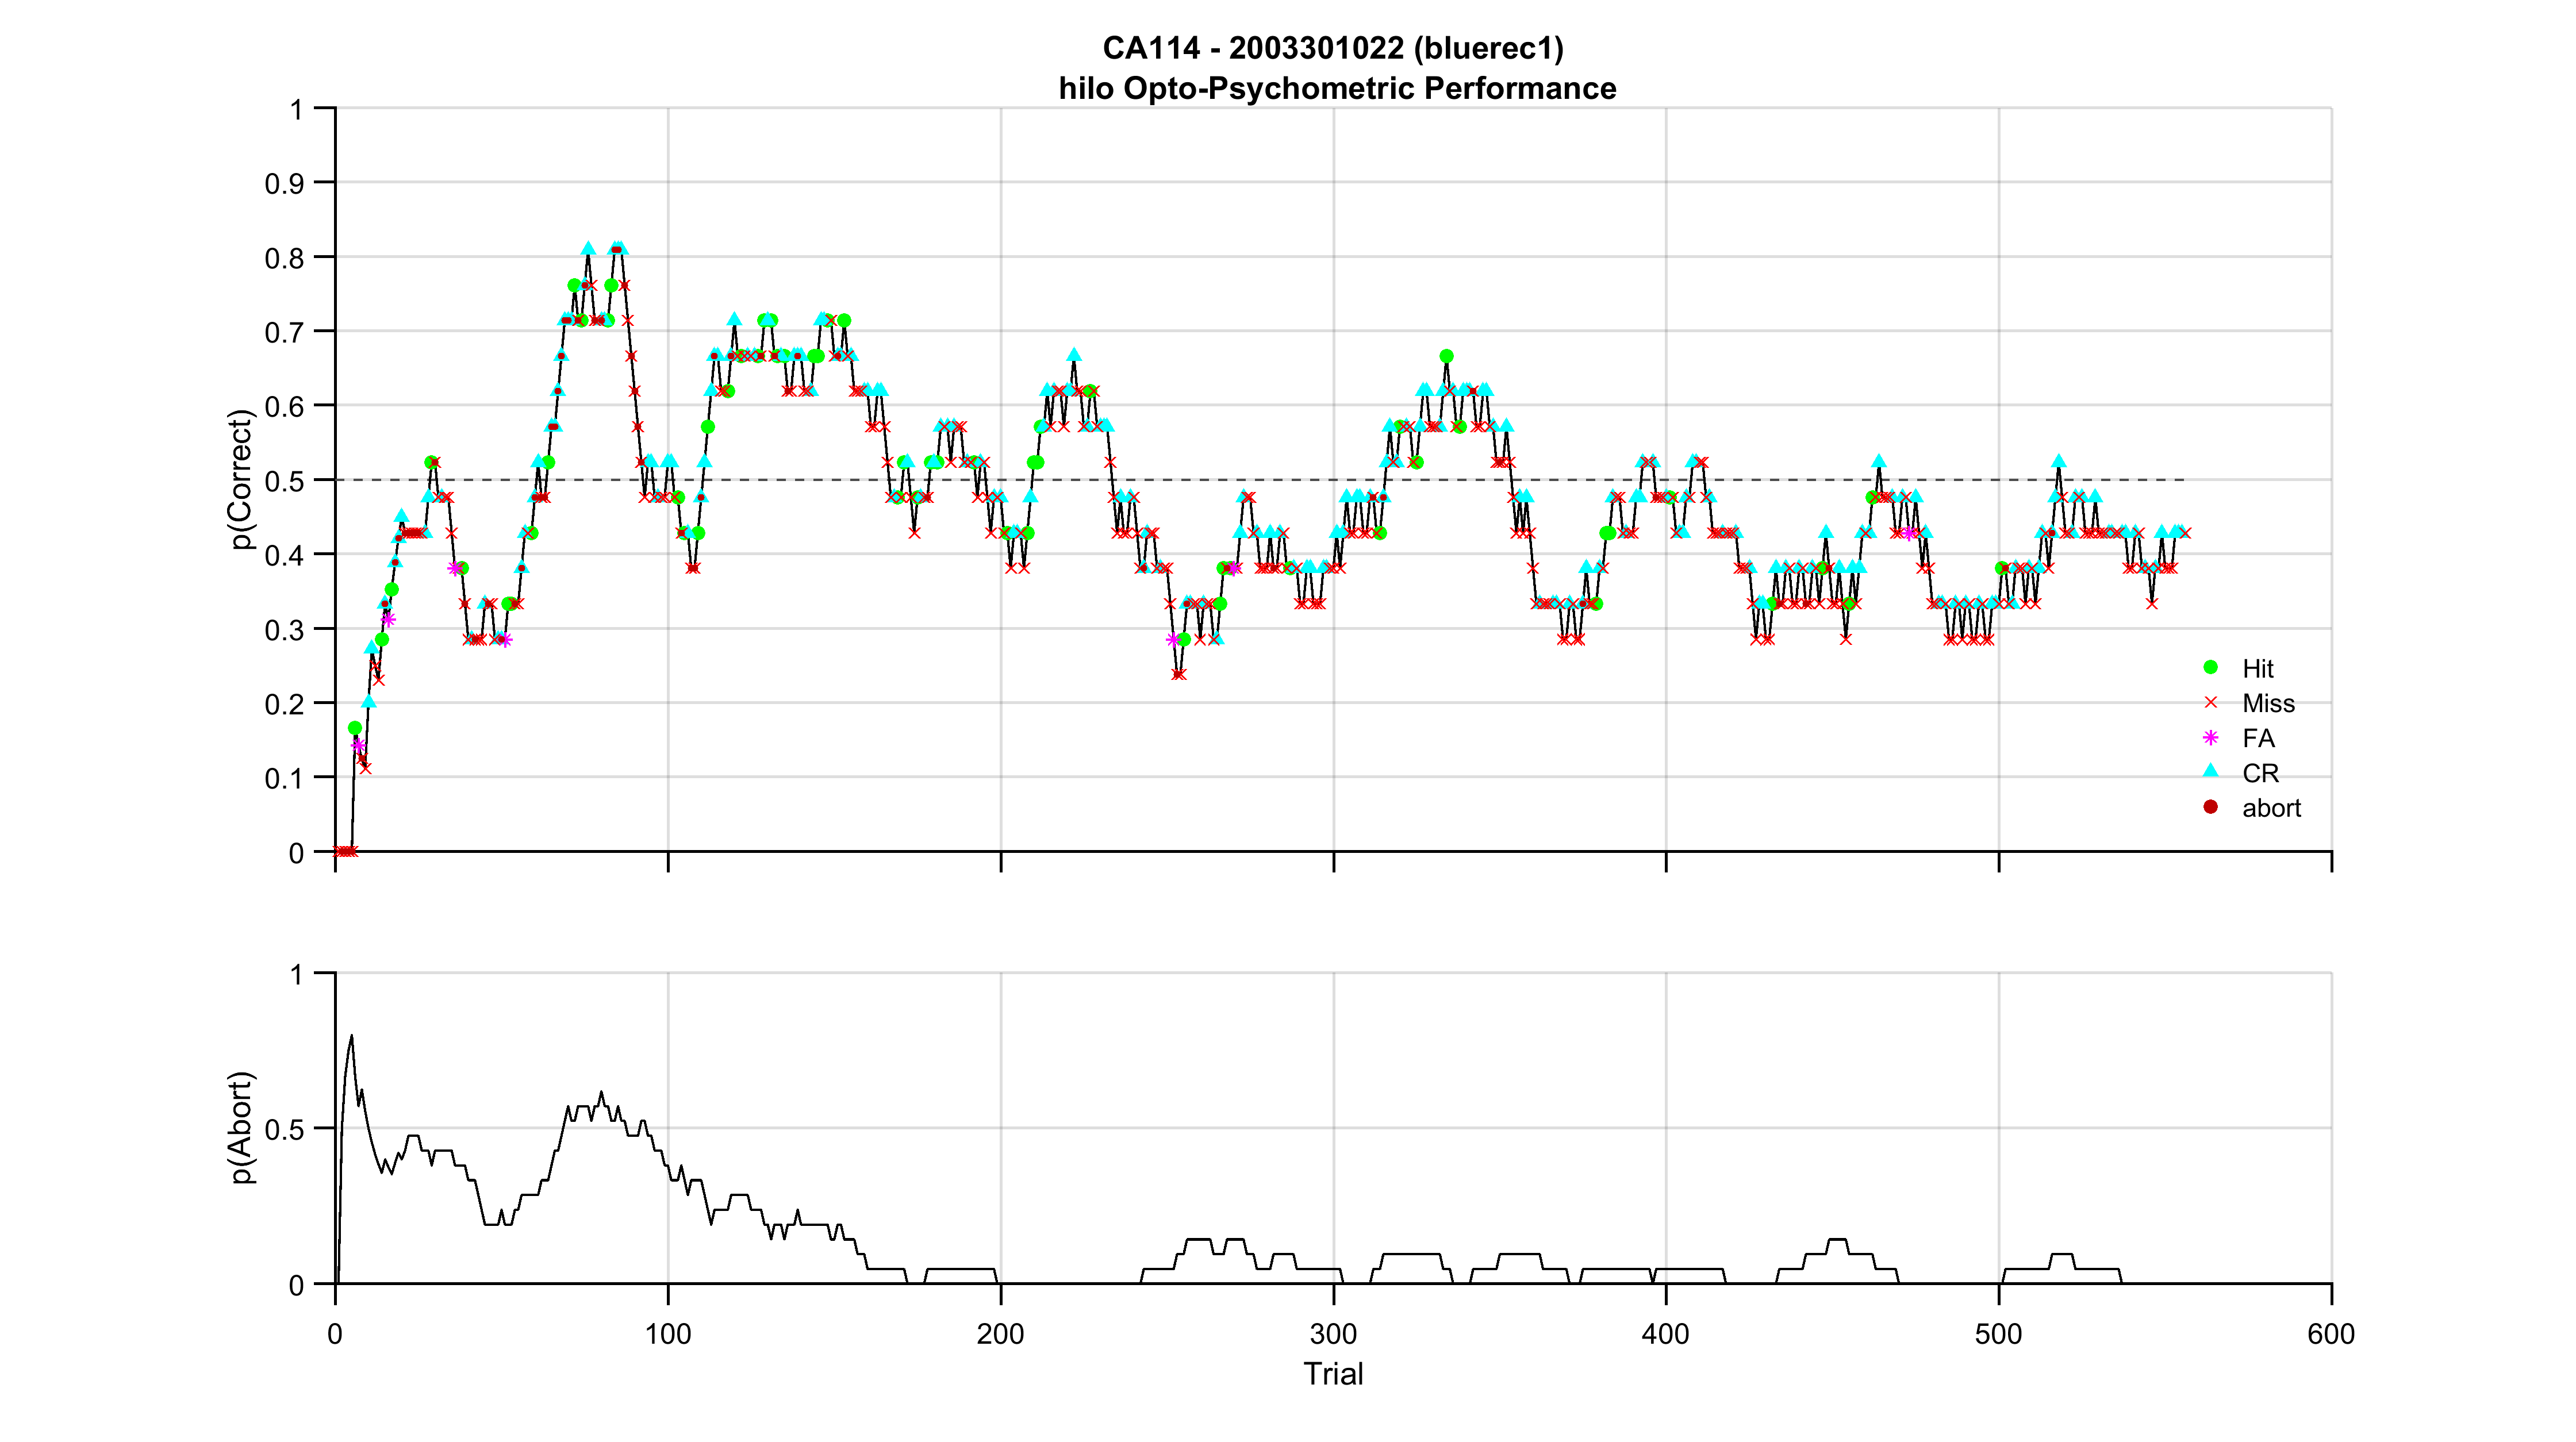 CA114 - 2003301022 (bluerec1)
hilo Opto-Psychometric Performance
p(Correct)
1
0.9
0.8
0.7
0.6
0.5
0.4
0.3
0.2
0.1
0
Hit
Miss
FA
CR
abort
p(Abort)
1
0.5
0
0 100 200 300 400 500 600
Trial